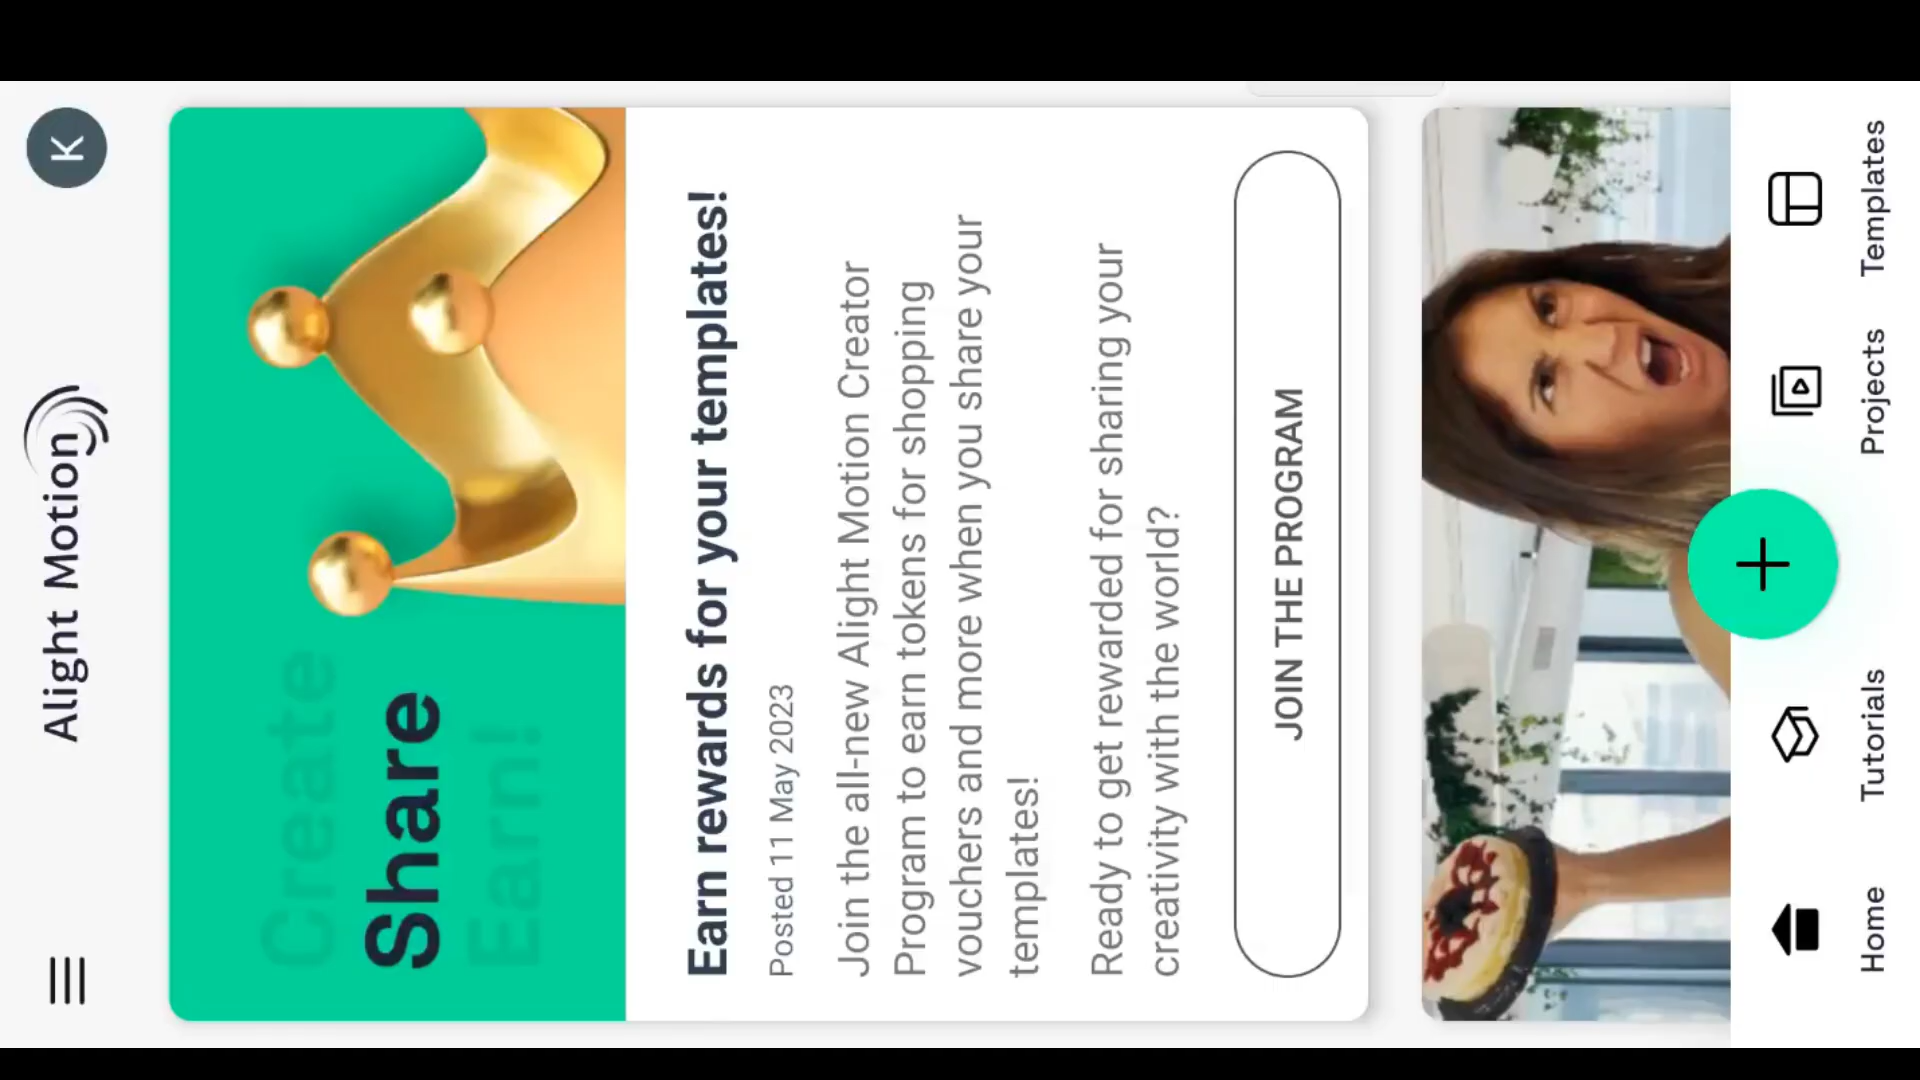 Alight Motion
K
Create
Share
Earn!
Earn rewards for your templates!
Posted 11 May 2023
Join the all-new Alight Motion Creator
Program to earn tokens for shopping
vouchers and more when you share your
templates!
Ready to get rewarded for sharing your
creativity with the world?
JOIN THE PROGRAM
Home
Tutorials
Projects
Templates